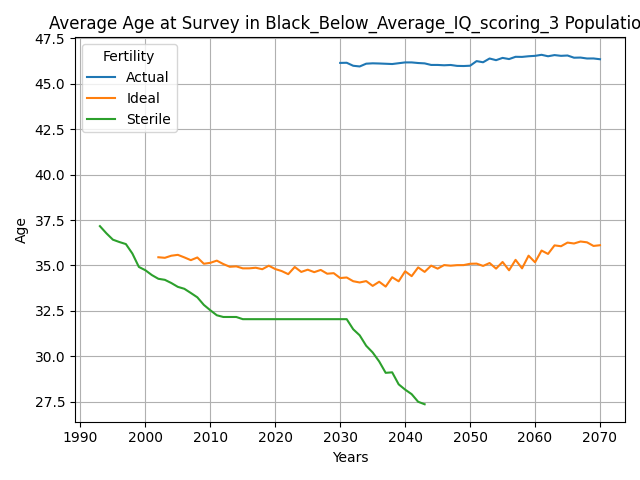 Average Age at Survey in Black_Below_Average_IQ_scoring_3 Populatio
47.5
45.0
42.5
40.0
37.5
35.0
32.5
30.0
27.5
Age
Fertility
Actual
Ideal
Sterile
1990 2000 2010 2020 2030 2040 2050 2060 2070
Years